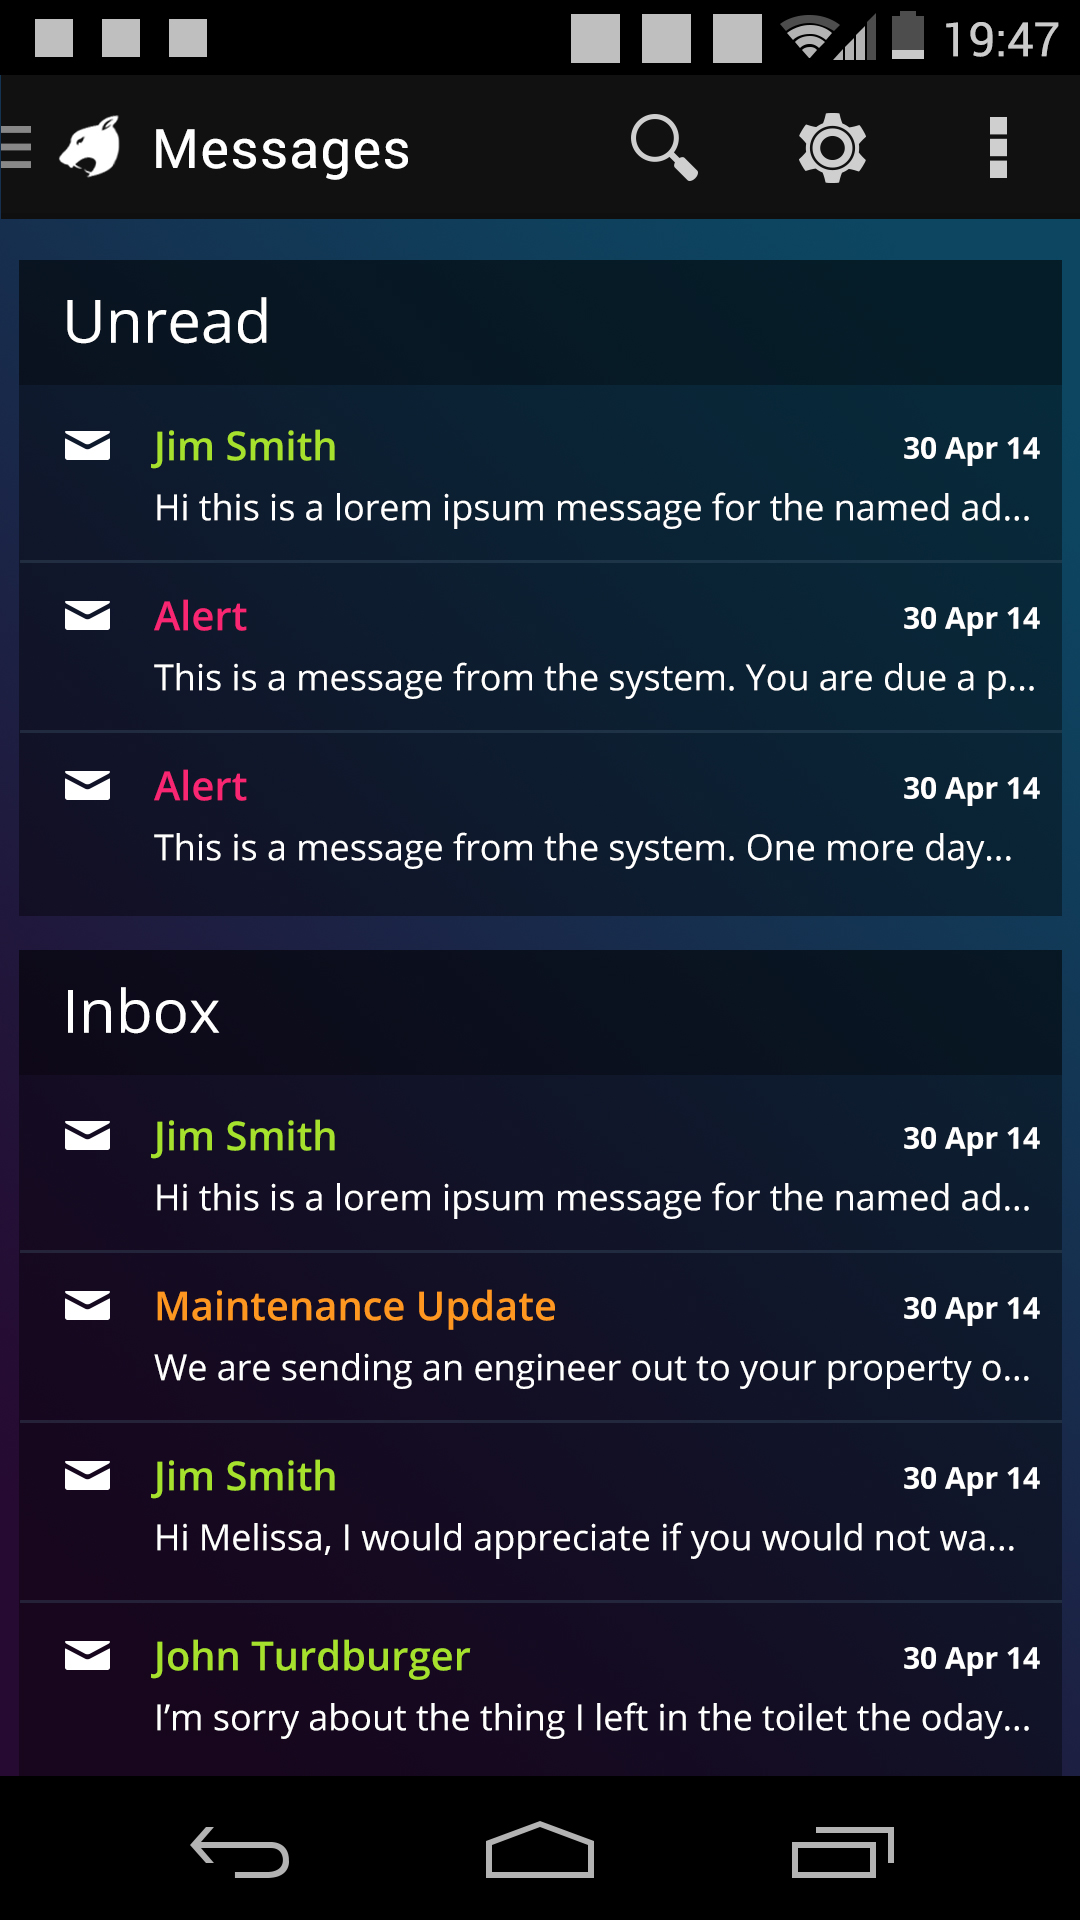 19:47
Messages
Unread
Jim Smith 30 Apr 14
Hi this is a lorem ipsum message for the named ad...
Alert 30 Apr 14
This is a message from the system. You are due a p...
Alert 30 Apr 14
This is a message from the system. One more day...
Inbox
Jim Smith 30 Apr 14
Hi this is a lorem ipsum message for the named ad...
Maintenance Update 30 Apr 14
We are sending an engineer out to your property o...
Jim Smith 30 Apr 14
Hi Melissa, I would appreciate if you would not wa...
John Turdburger 30 Apr 14
I’m sorry about the thing I left in the toilet the oday...